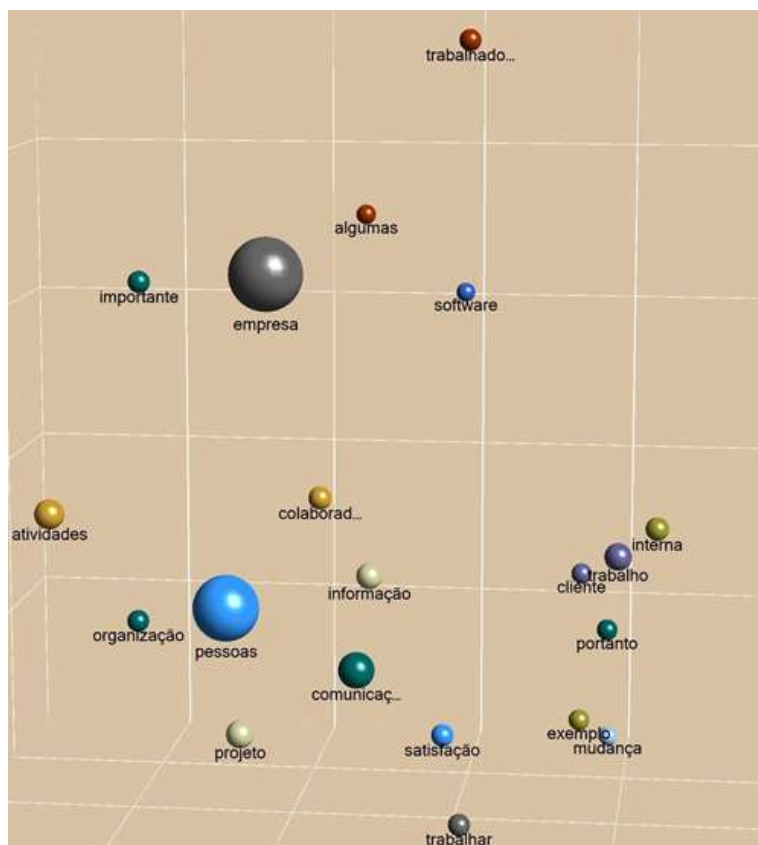 trabalhado...
algumas
importante
empresa
software
colaborad...
atividades
interna
trabalho
cliente
informação
organização
pessoas
portanto
comunicaç...
projeto
satisfação
exemplo
mudança
trabalhar